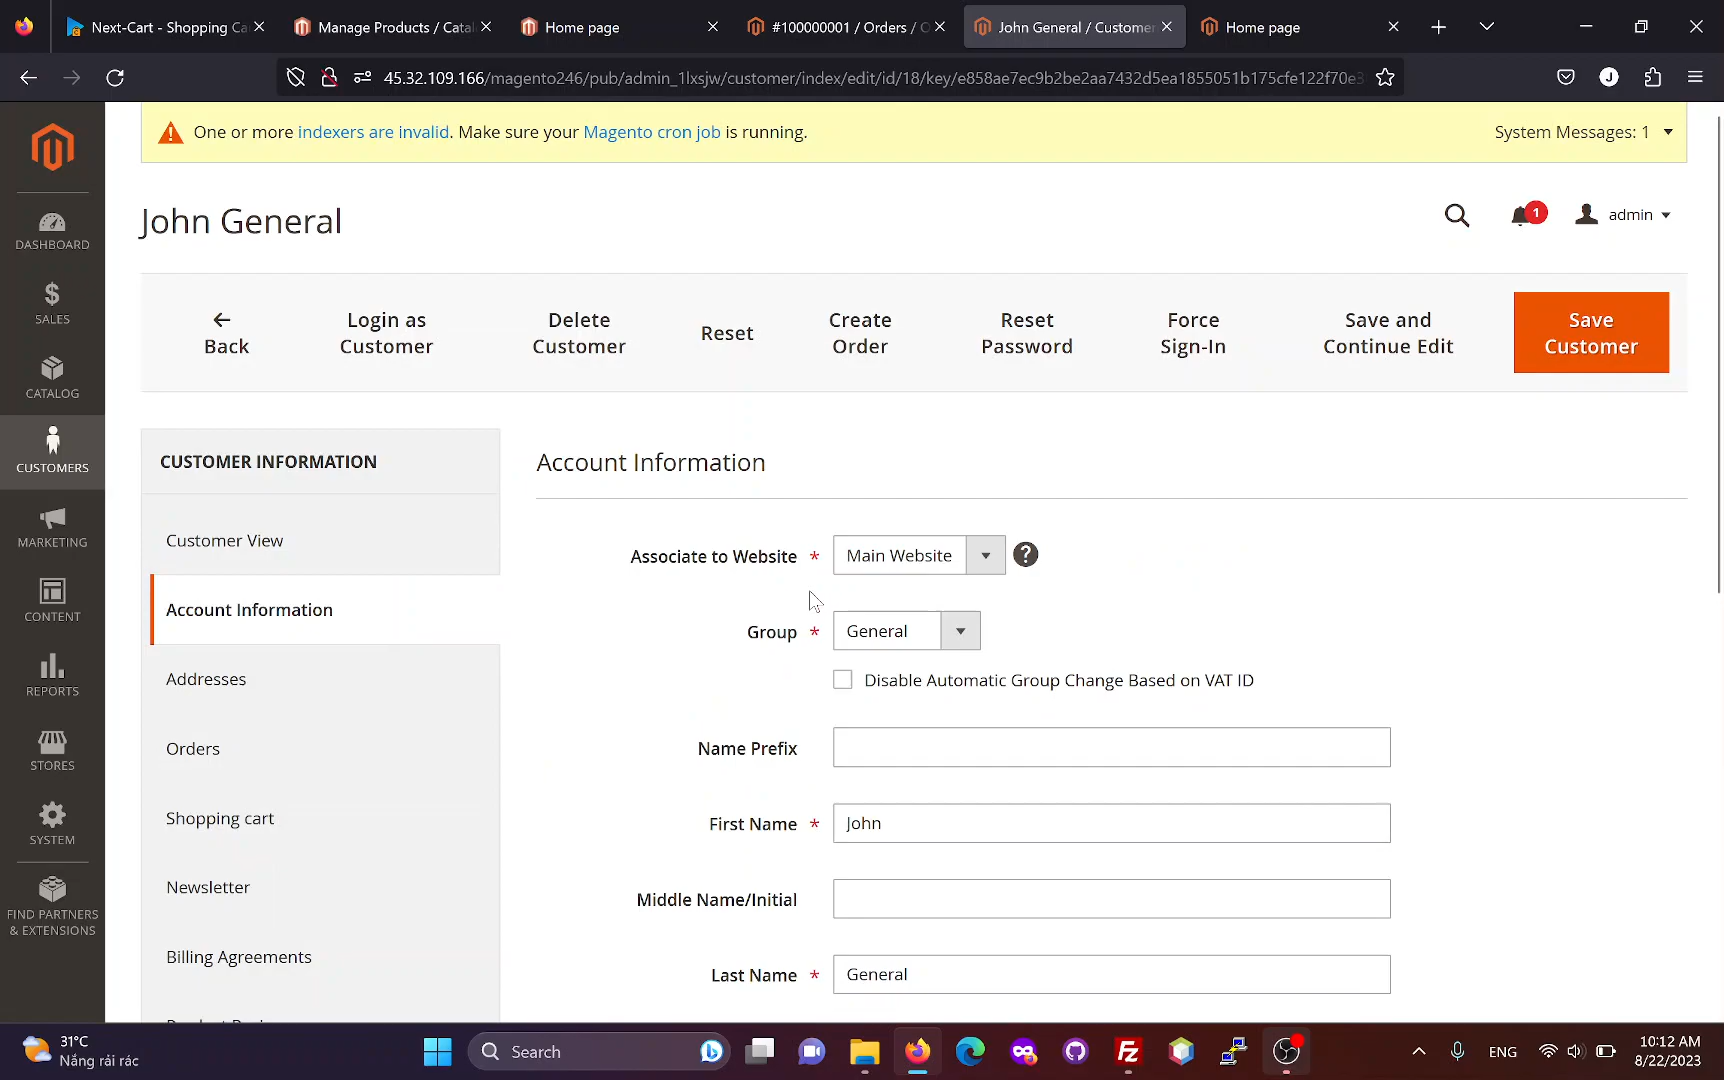 Next-Cart - Shopping Ca
Manage Products / Catal
Home page
#100000001 / Orders / O
John General / Customer
Home page
45.32.109.166/magento246/pub/admin_1lxsjw/customer/index/edit/id/18/key/e858ae7ec9b2be2aa7432d5ea1855051b175cfe122f70e3
J
One or more indexers are invalid. Make sure your Magento cron job is running.
System Messages: 1
John General
1
admin
Back
Login as Customer
Delete Customer
Reset
Create Order
Reset Password
Force Sign-In
Save and Continue Edit
Save Customer
DASHBOARD
SALES
CATALOG
CUSTOMERS
MARKETING
CONTENT
REPORTS
STORES
SYSTEM
FIND PARTNERS & EXTENSIONS
CUSTOMER INFORMATION
Customer View
Account Information
Addresses
Orders
Shopping cart
Newsletter
Billing Agreements
Account Information
Associate to Website * Main Website ?
Group * General
Disable Automatic Group Change Based on VAT ID
Name Prefix
First Name * John
Middle Name/Initial
Last Name * General
31°C
Nắng rải rác
Search
ENG
10:12 AM
8/22/2023